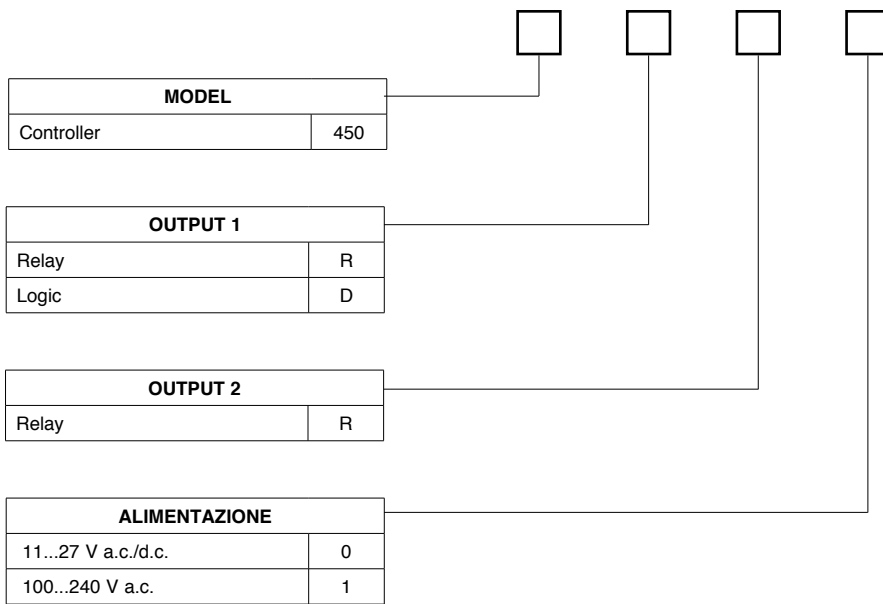 MODEL
Controller 450
OUTPUT 1
Relay R
Logic D
OUTPUT 2
Relay R
ALIMENTAZIONE
11...27 V a.c./d.c. 0
100...240 V a.c. 1